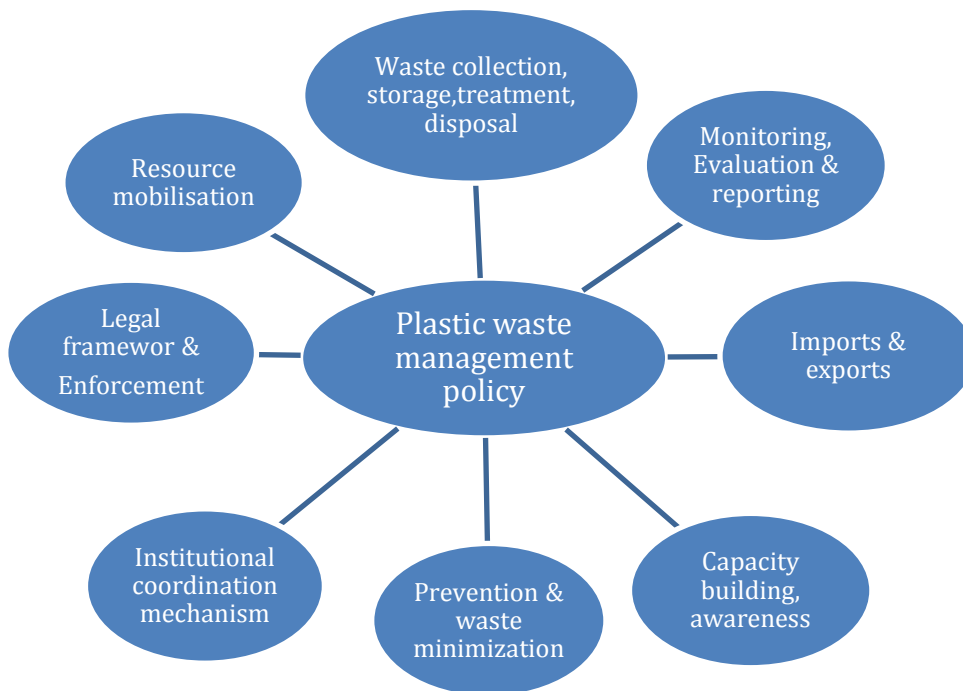 Waste collection,
storage,treatment,
disposal
Monitoring,
Evaluation &
reporting
Resource
mobilisation
Legal
framewor &
Enforcement
Plastic waste
management
policy
Imports &
exports
Institutional
coordination
mechanism
Prevention &
waste
minimization
Capacity
building,
awareness